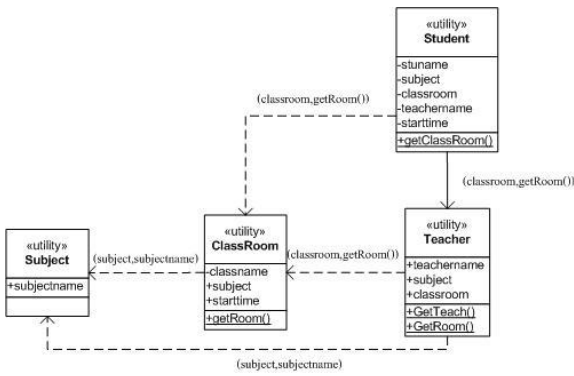 «utility»
Student
-stuname
-subject
-classroom
-teachername
-starttime
+getClassRoom()
(classroom,getRoom())
(classroom,getRoom())
«utility»
Subject
+subjectname
(subject,subjectname)
«utility»
ClassRoom
-classname
+subject
+starttime
+getRoom()
(classroom,getRoom())
«utility»
Teacher
+teachername
+subject
+classroom
+GetTeach()
+GetRoom()
(subject,subjectname)